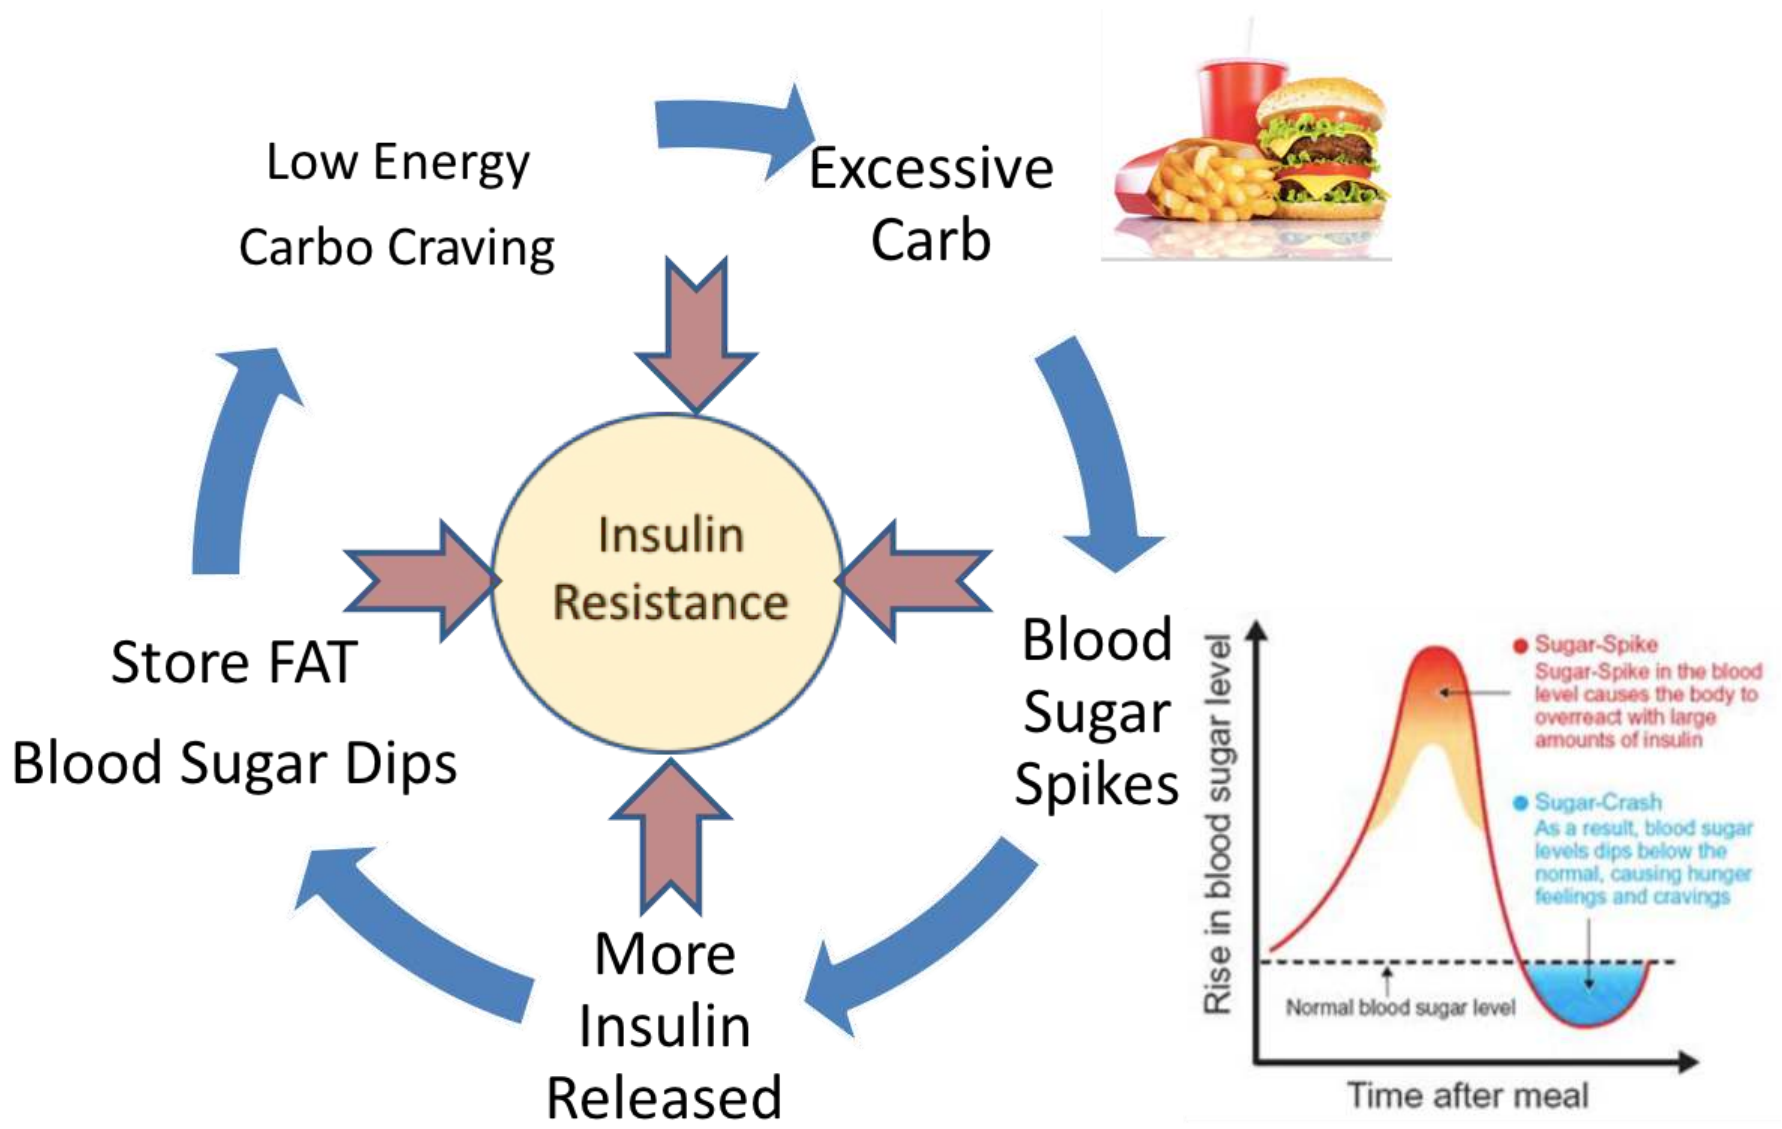 Low Energy
Carbo Craving
Excessive
Carb
Insulin
Resistance
Blood
Sugar
Spikes
More
Insulin
Released
Store FAT
Blood Sugar Dips
Rise in blood sugar level
Sugar-Spike
Sugar-Spike in the blood
level causes the body to
overreact with large
amounts of insulin
Sugar-Crash
As a result, blood sugar
levels dips below the
normal, causing hunger
feelings and cravings
Normal blood sugar level
Time after meal